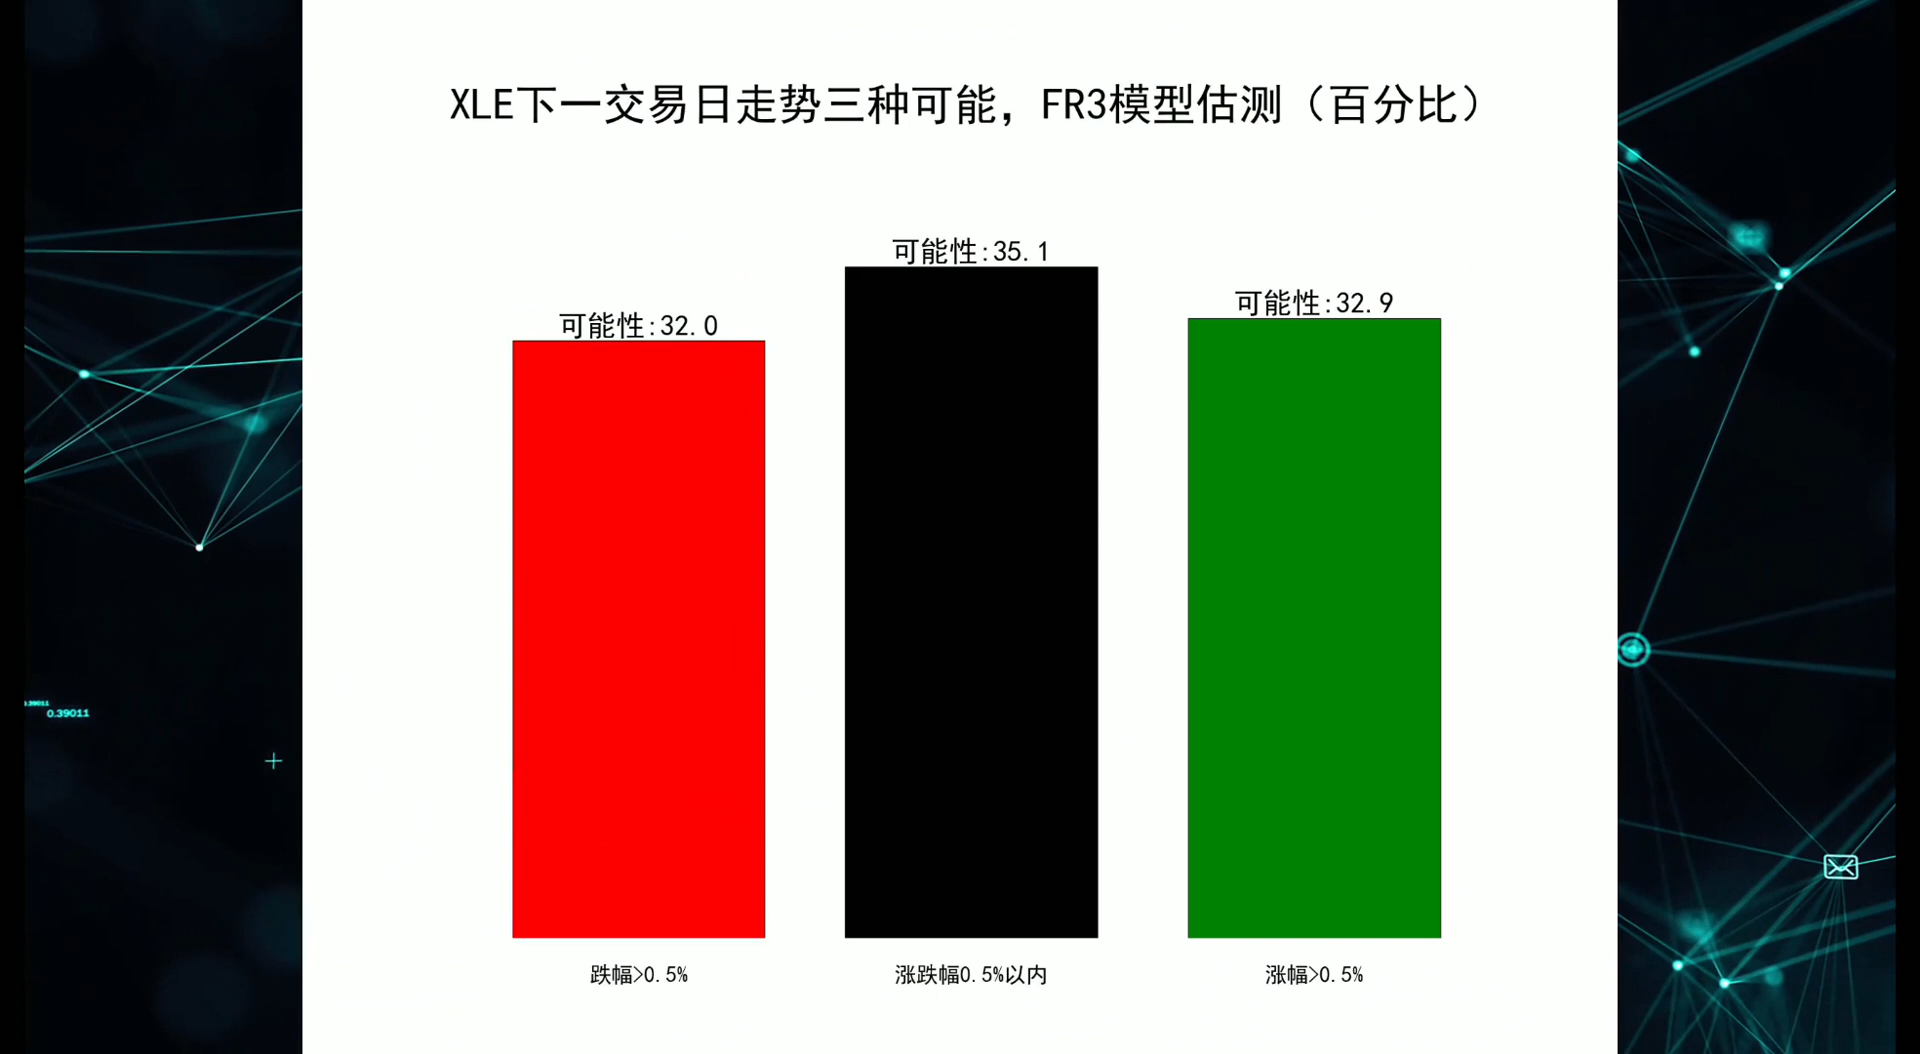 XLE下一交易日走势三种可能，FR3模型估测（百分比）
可能性:35.1
可能性:32.9
可能性:32.0
0.39011
0.39011
跌幅>0.5%
涨跌幅0.5%以内
涨幅>0.5%